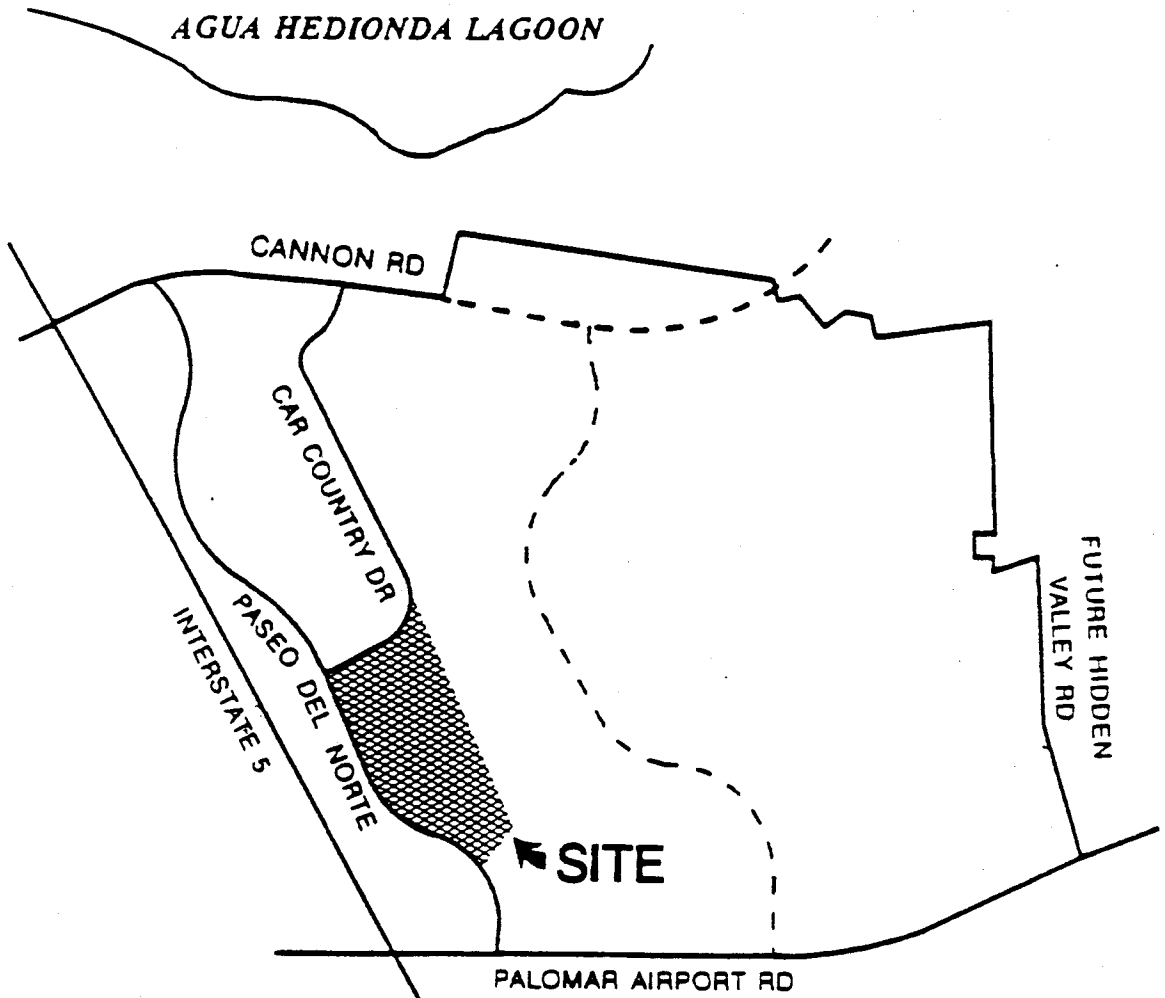 AGUA HEDIONDA LAGOON
CANNON RD
CAR COUNTRY DR
FUTURE HIDDEN
VALLEY RD
PASEO DEL NORTE
INTERSTATE 5
SITE
PALOMAR AIRPORT RD